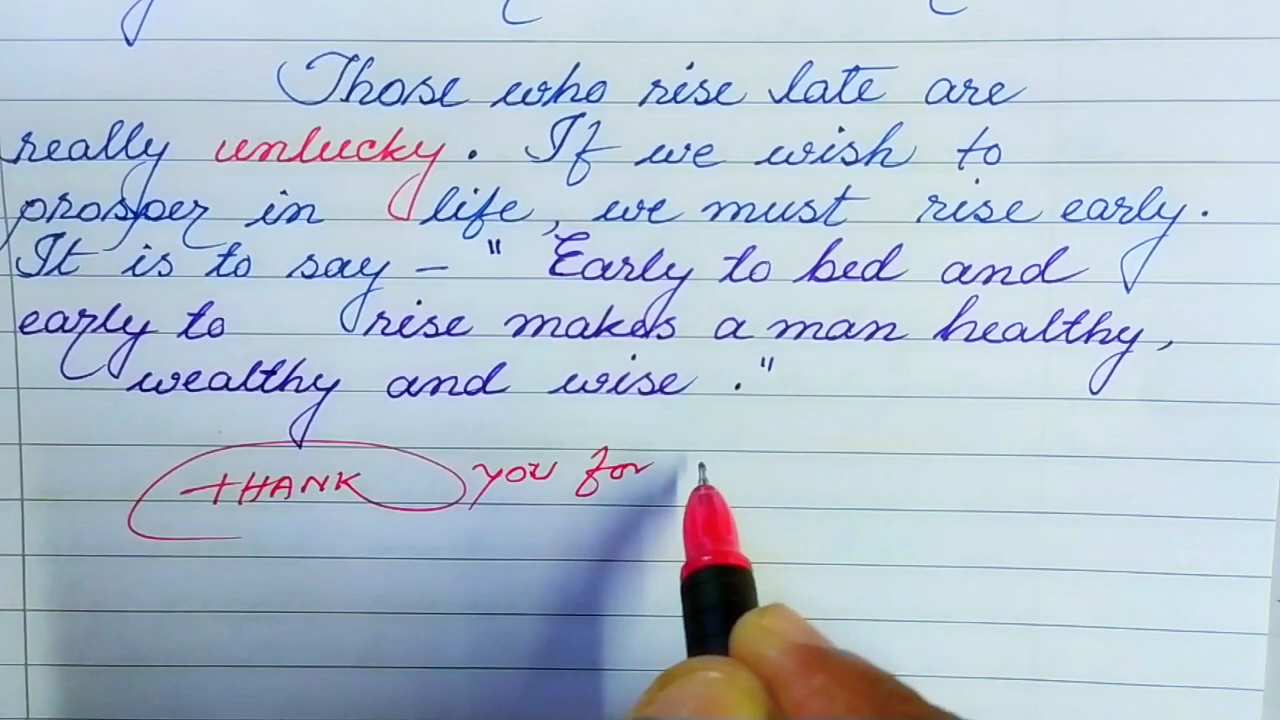 Those who rise late are
really unlucky. If we wish to
prosper in life, we must rise early.
It is to say - " Early to bed and
early to rise makes a man healthy,
wealthy and wise."
THANK you for